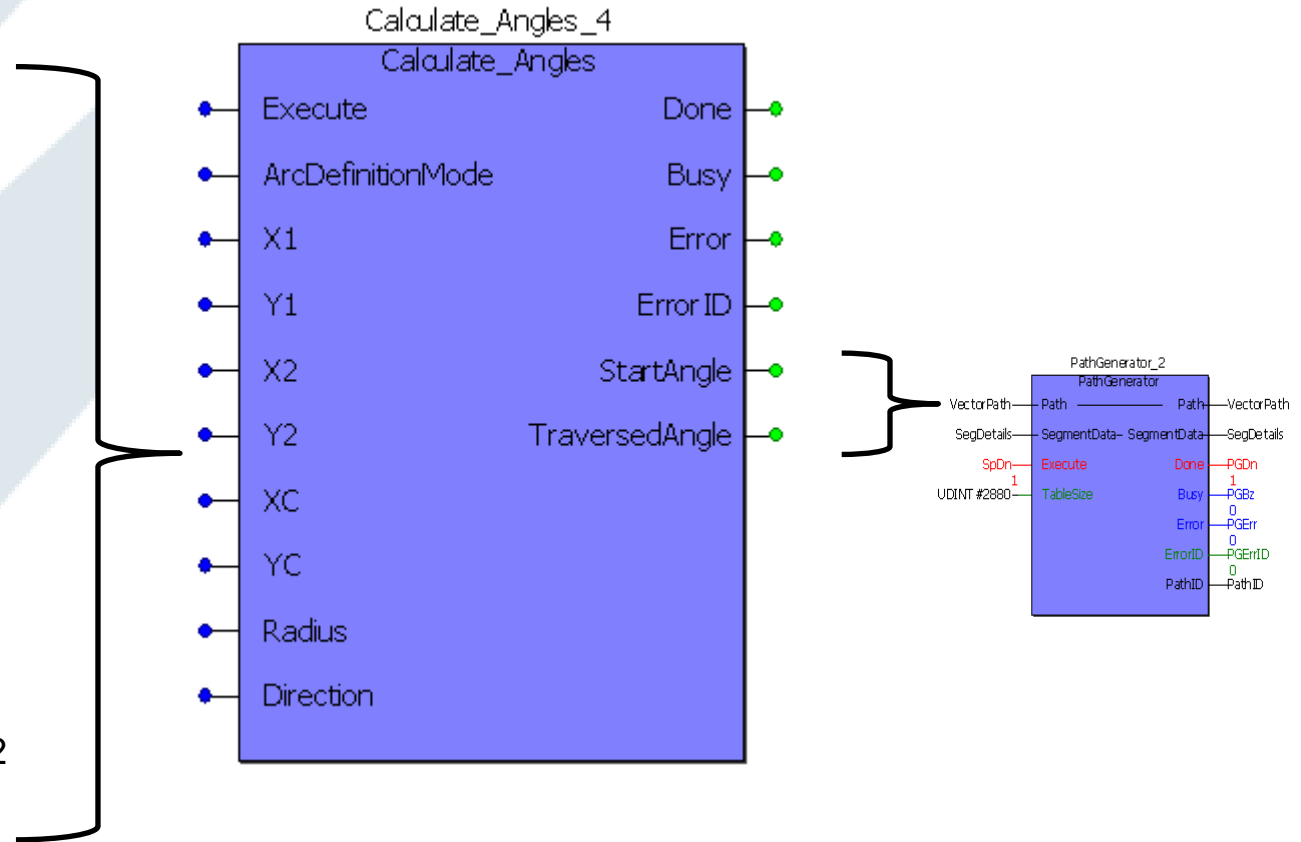 Calculate_Angles_4
Calculate_Angles
Execute Done
ArcDefinitionMode Busy
X1 Error
Y1 ErrorID
X2 StartAngle
Y2 TraversedAngle
XC
YC
Radius
Direction
2
PathGenerator_2
PathGenerator
VectorPath Path Path VectorPath
SegDetails SegmentData SegmentData SegDetails
SpDn Execute Done PGDn
1 1
UDINT #2880 TableSize Busy PGBz
0
Error PGErr
0
ErrorID PGErrID
0
PathID PathID